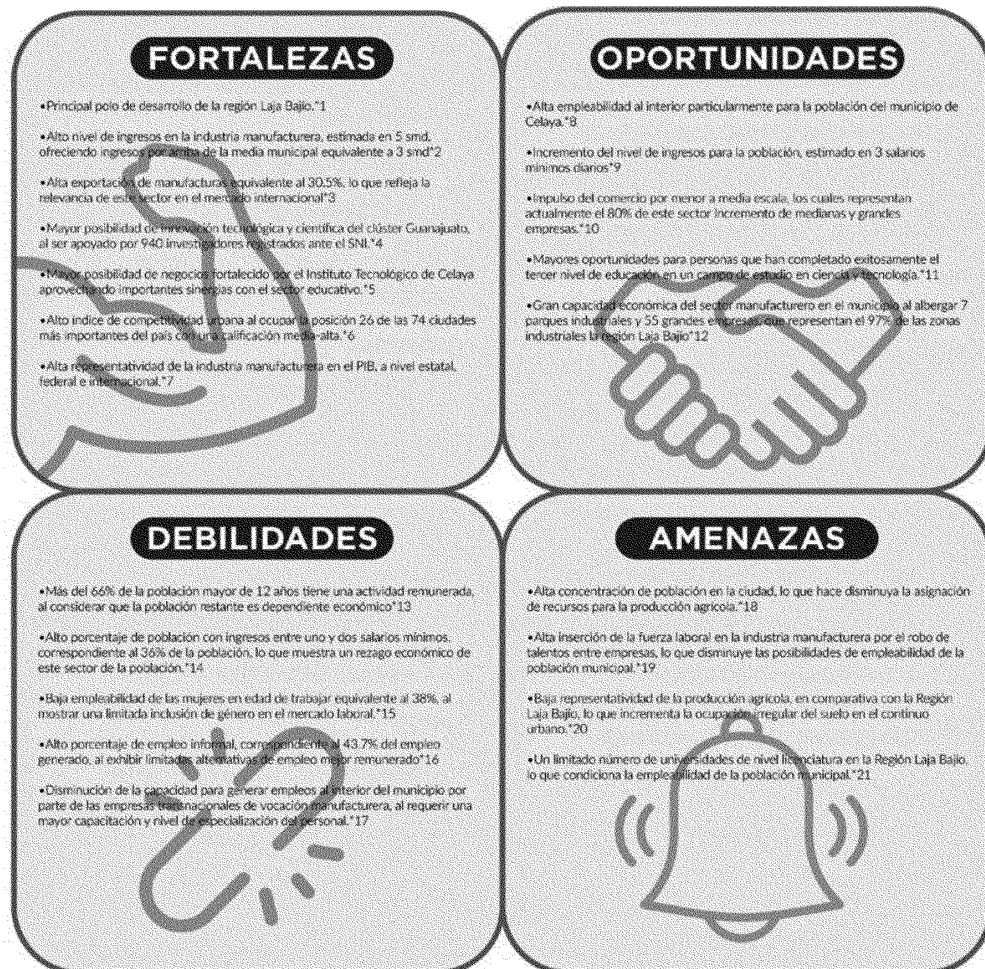 FORTALEZAS
•Principal polo de desarrollo de la región Laja Bajío.*1
•Alto nivel de ingresos en la industria manufacturera, estimada en 5 smd,
ofreciendo ingresos por arriba de la media municipal equivalente a 3 smd*2
•Alta exportación de manufacturas equivalente al 30.5%, lo que refleja la
relevancia de este sector en el mercado internacional*3
•Mayor posibilidad de innovación tecnológica y científica del clúster Guanajuato,
al ser apoyado por 940 investigadores registrados ante el SNI.*4
•Mayor posibilidad de negocios fortalecido por el Instituto Tecnológico de Celaya
aprovechando importantes sinergias con el sector educativo.*5
•Alto índice de competitividad urbana al ocupar la posición 26 de las 74 ciudades
más importantes del país con una calificación media-alta.*6
•Alta representatividad de la industria manufacturera en el PIB, a nivel estatal,
federal e internacional.*7
OPORTUNIDADES
•Alta empleabilidad al interior particularmente para la población del municipio de
Celaya.*8
•Incremento del nivel de ingresos para la población, estimado en 3 salarios
mínimos diarios*9
•Impulso del comercio por menor a media escala, los cuales representan
actualmente el 80% de este sector Incremento de medianas y grandes
empresas.*10
•Mayores oportunidades para personas que han completado exitosamente el
tercer nivel de educación en un campo de estudio en ciencia y tecnología.*11
•Gran capacidad económica del sector manufacturero en el municipio al albergar 7
parques industriales y 55 grandes empresas, que representan el 97% de las zonas
industriales la región Laja Bajío*12
DEBILIDADES
•Más del 66% de la población mayor de 12 años tiene una actividad remunerada,
al considerar que la población restante es dependiente económico*13
•Alto porcentaje de población con ingresos entre uno y dos salarios mínimos,
correspondiente al 36% de la población, lo que muestra un rezago económico de
este sector de la población.*14
•Baja empleabilidad de las mujeres en edad de trabajar equivalente al 38%, al
mostrar una limitada inclusión de género en el mercado laboral.*15
•Alto porcentaje de empleo informal, correspondiente al 43.7% del empleo
generado, al exhibir limitadas alternativas de empleo mejor remunerado*16
•Disminución de la capacidad para generar empleos al interior del municipio por
parte de las empresas transnacionales de vocación manufacturera, al requerir una
mayor capacitación y nivel de especialización del personal.*17
AMENAZAS
•Alta concentración de población en la ciudad, lo que hace disminuya la asignación
de recursos para la producción agrícola.*18
•Alta inserción de la fuerza laboral en la industria manufacturera por el robo de
talentos entre empresas, lo que disminuye las posibilidades de empleabilidad de la
población municipal.*19
•Baja representatividad de la producción agrícola, en comparativa con la Región
Laja Bajío, lo que incrementa la ocupación irregular del suelo en el continuo
urbano.*20
•Un limitado número de universidades de nivel licenciatura en la Región Laja Bajío,
lo que condiciona la empleabilidad de la población municipal.*21